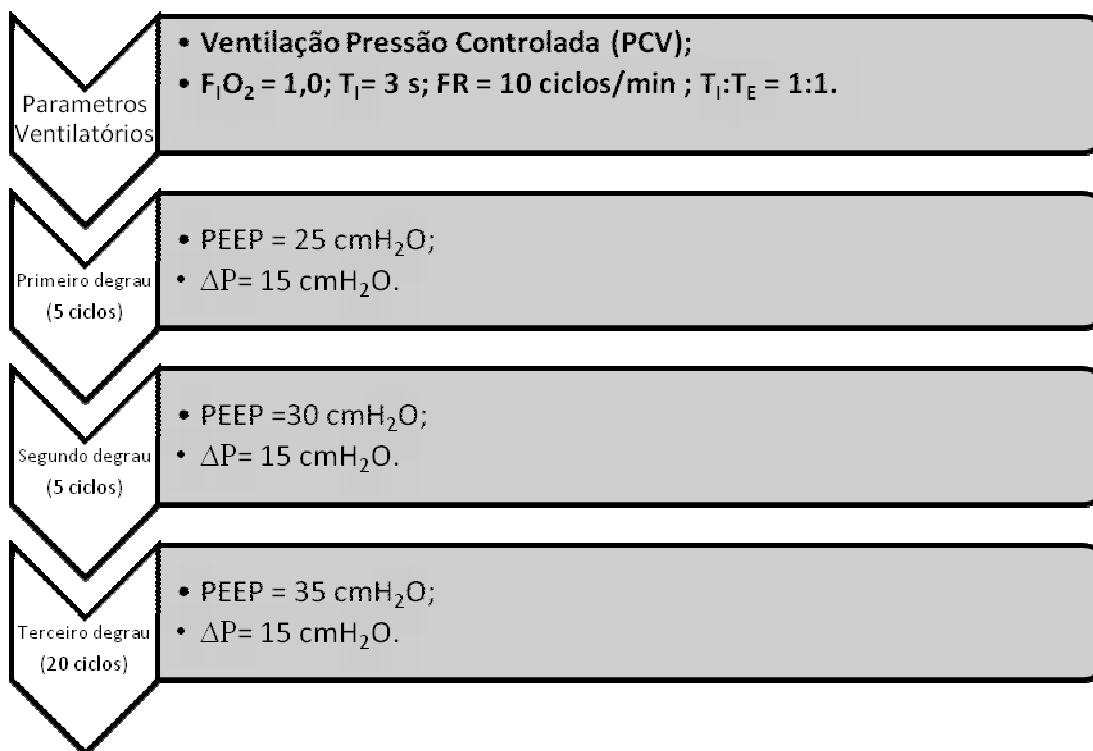 Parametros
Ventilatórios
• Ventilação Pressão Controlada (PCV);
• FIO2 = 1,0; TI= 3 s; FR = 10 ciclos/min ; TI:TE = 1:1.
Primeiro degrau
(5 ciclos)
• PEEP = 25 cmH2O;
• ΔP= 15 cmH2O.
Segundo degrau
(5 ciclos)
• PEEP =30 cmH2O;
• ΔP= 15 cmH2O.
Terceiro degrau
(20 ciclos)
• PEEP = 35 cmH2O;
• ΔP= 15 cmH2O.